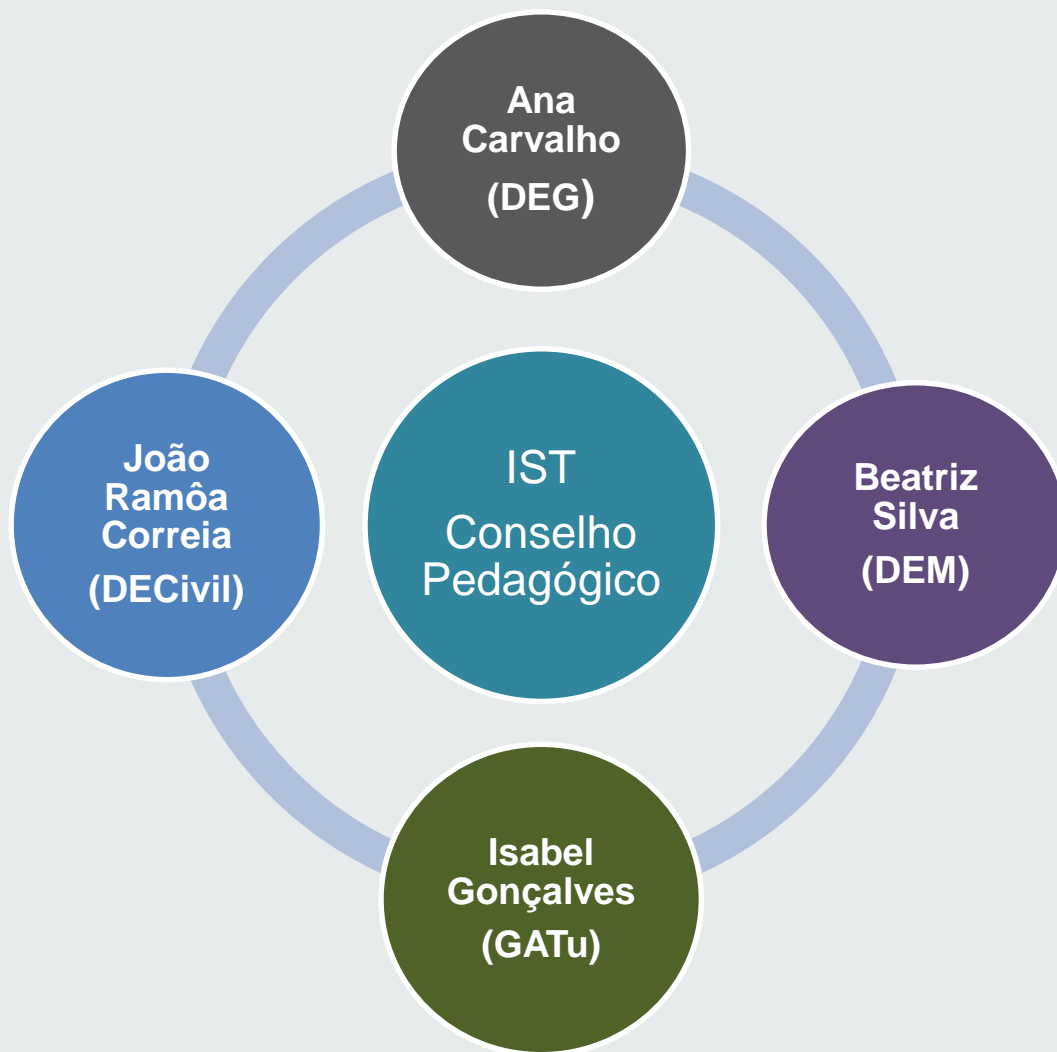 Ana
Carvalho
(DEG)
João
Ramôa
Correia
(DECivil)
IST
Conselho
Pedagógico
Beatriz
Silva
(DEM)
Isabel
Gonçalves
(GATu)